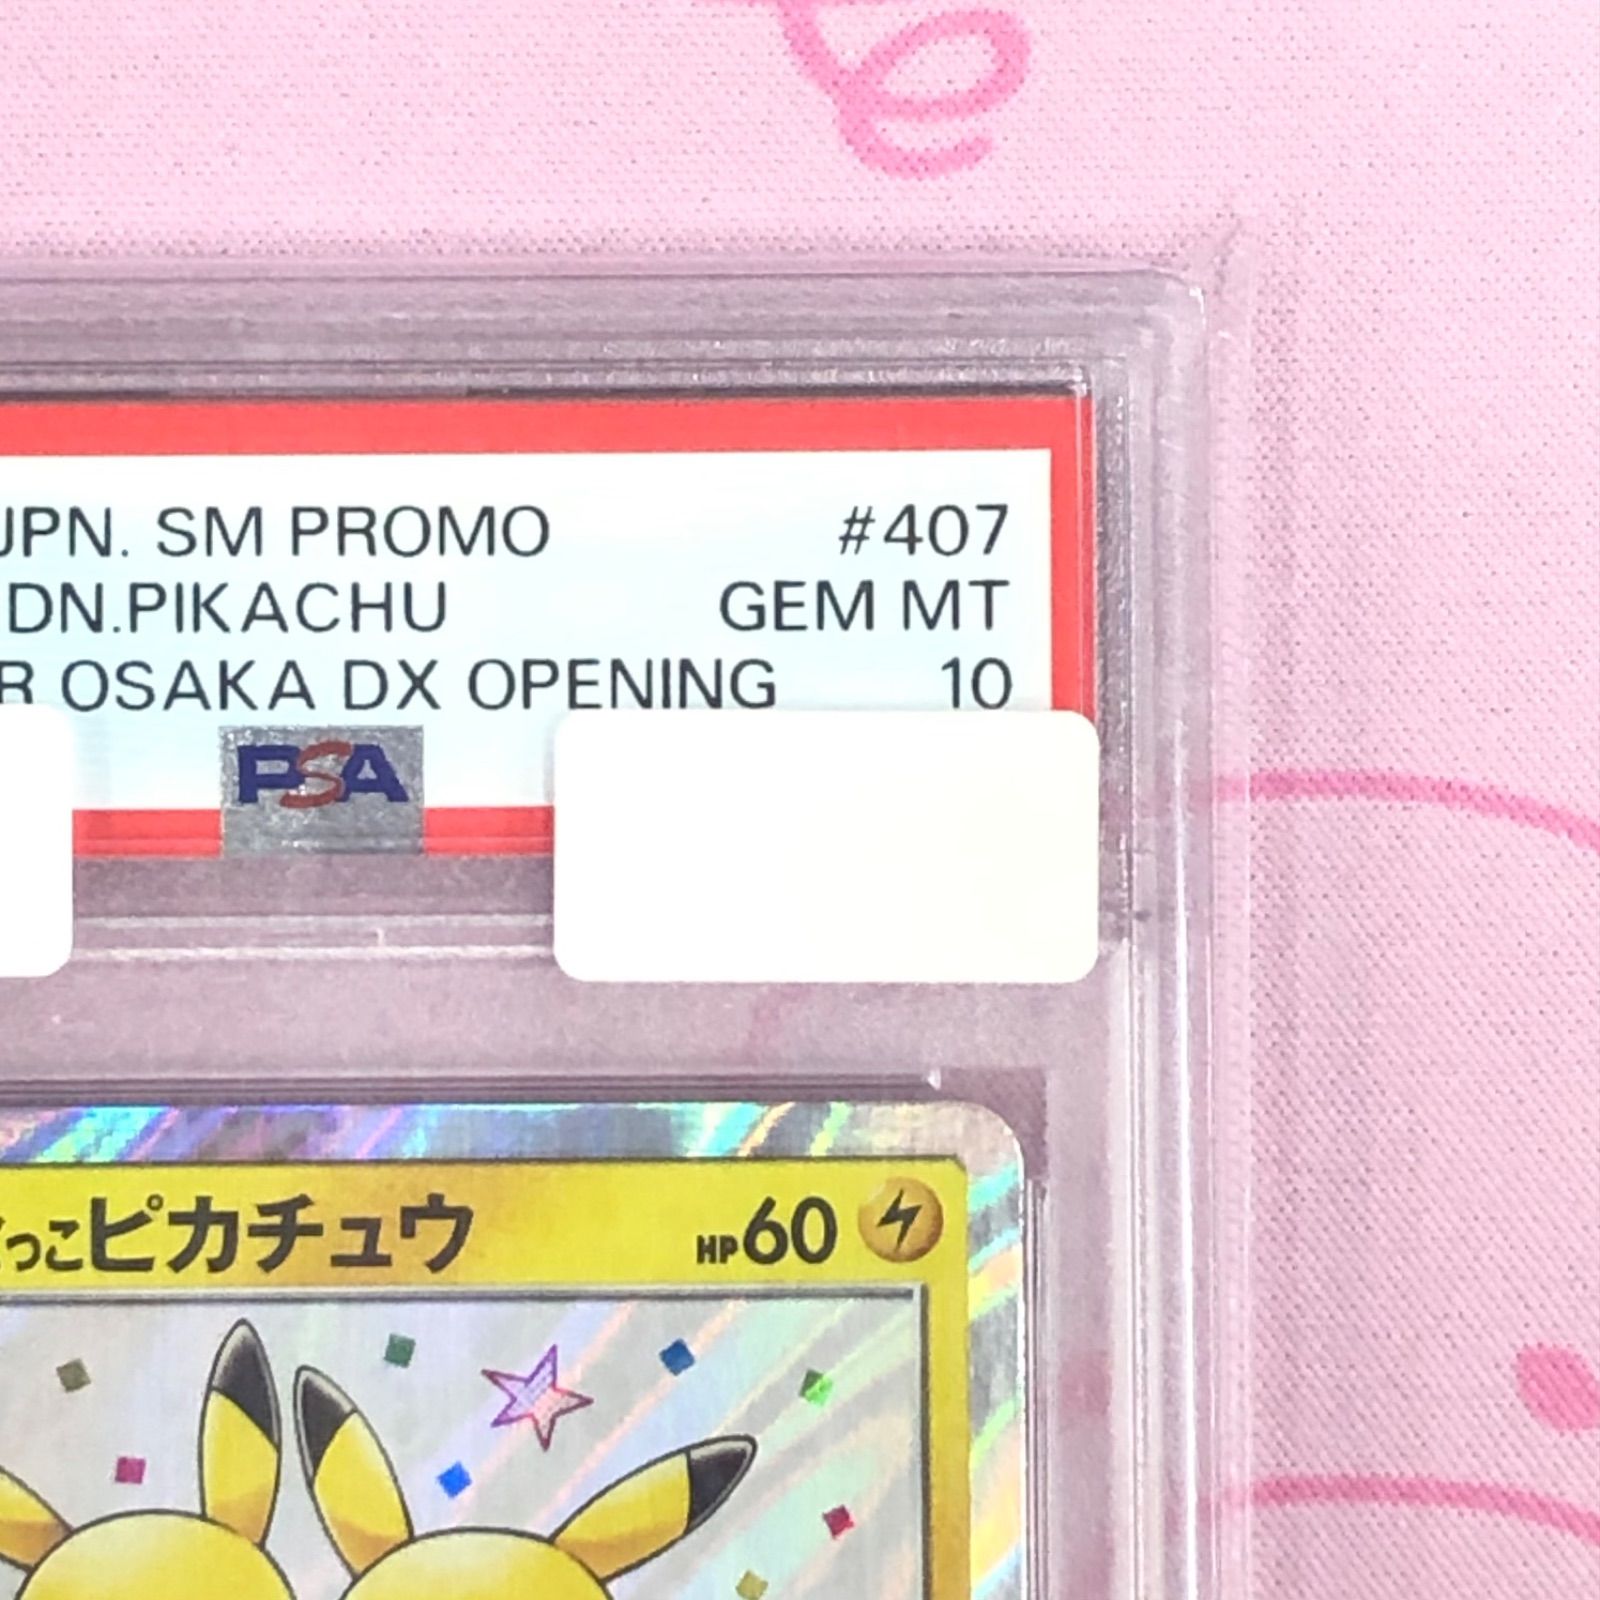 JPN. SM PROMO #407
DN.PIKACHU GEM MT
R OSAKA DX OPENING 10
PSA
っこピカチュウ HP60